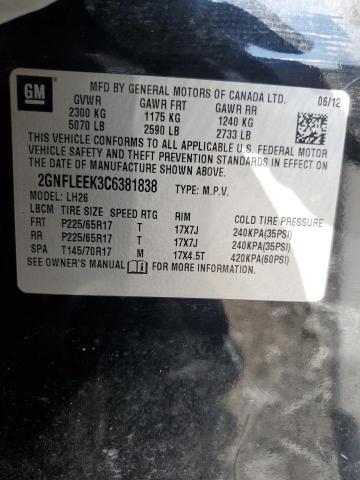 GM
MFD BY GENERAL MOTORS OF CANADA LTD. 06/12
GVWR GAWR FRT GAWR RR
2300 KG 1175 KG 1240 KG
5070 LB 2590 LB 2733 LB
THIS VEHICLE CONFORMS TO ALL APPLICABLE U.S. FEDERAL MOTOR
VEHICLE SAFETY, BUMPER, AND THEFT PREVENTION STANDARDS IN
EFFECT ON THE DATE OF MANUFACTURE SHOWN ABOVE.
2GNFLEEK3C6381838 TYPE: M.P.V.
MODEL: LH26
LBCM TIRE SIZE SPEED RTG RIM COLD TIRE PRESSURE
FRT P225/65R17 T 17X7J 240KPA(35PSI)
RR P225/65R17 T 17X7J 240KPA(35PSI)
SPA T145/70R17 M 17X4.5T 420KPA(60PSI)
SEE OWNER'S MANUAL FOR MORE INFORMATION